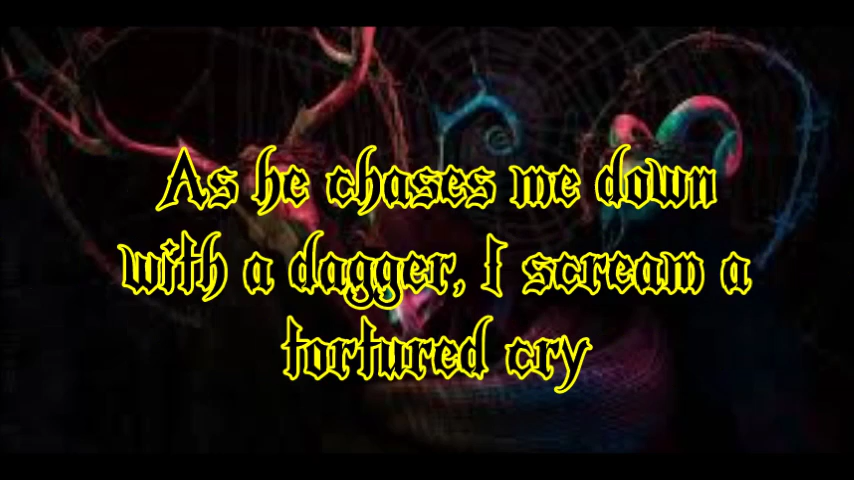 As he chases me down
with a dagger, I scream a
tortured cry